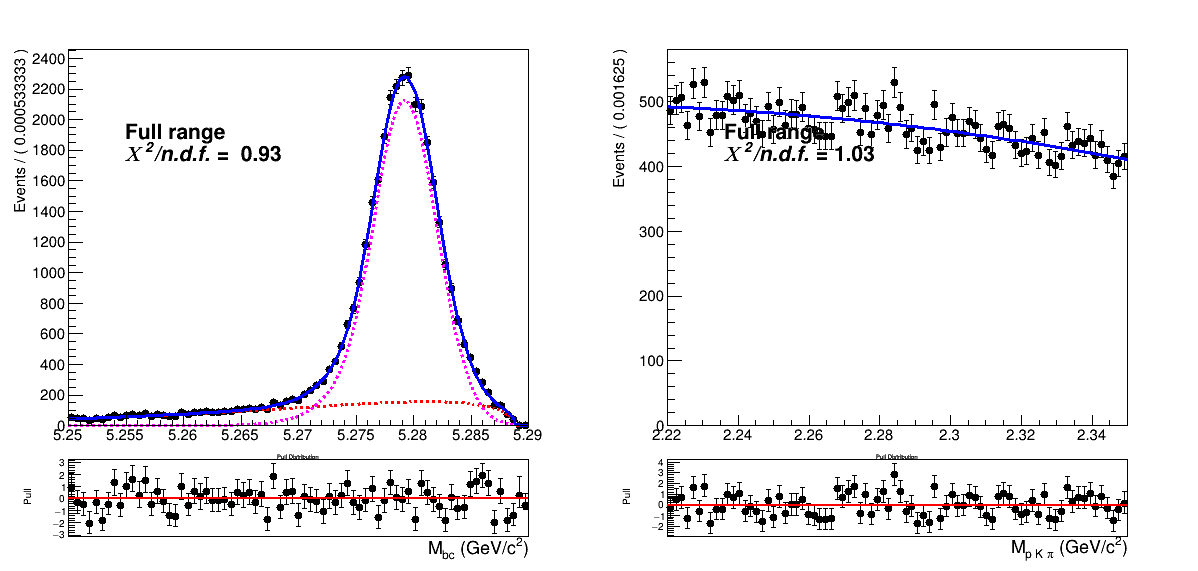 Events / ( 0.000533333 )
2400
2200
2000
1800
1600
1400
1200
1000
800
600
400
200
0
Full range
Χ²/n.d.f. = 0.93
5.25 5.255 5.26 5.265 5.27 5.275 5.28 5.285 5.29
Pull Distribution
Pull
3
2
1
0
−1
−2
−3
M_bc (GeV/c²)
Events / ( 0.001625 )
500
400
300
200
100
0
Full range
Χ²/n.d.f. = 1.03
2.22 2.24 2.26 2.28 2.3 2.32 2.34
Pull Distribution
Pull
4
3
2
1
0
−1
−2
M_p K π (GeV/c²)